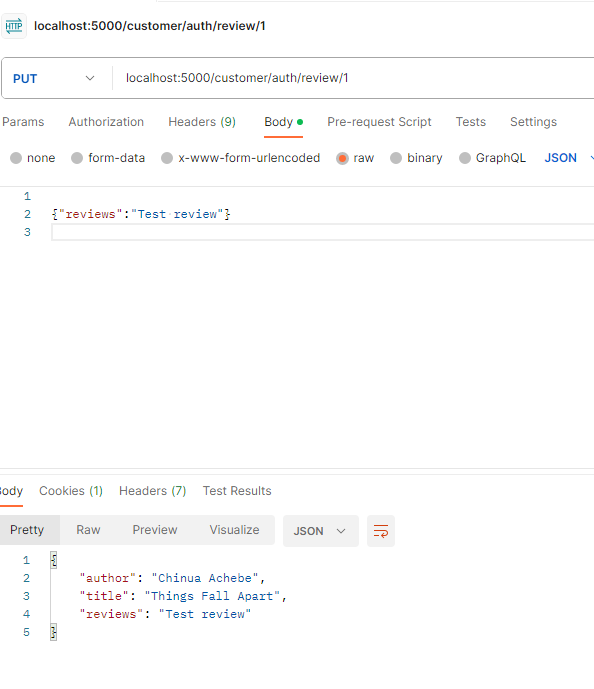 HTTP localhost:5000/customer/auth/review/1
PUT localhost:5000/customer/auth/review/1
Params Authorization Headers (9) Body Pre-request Script Tests Settings
none form-data x-www-form-urlencoded raw binary GraphQL JSON
1
2 {"reviews":"Test review"}
3
Body Cookies (1) Headers (7) Test Results
Pretty Raw Preview Visualize JSON
1 {
2 "author": "Chinua Achebe",
3 "title": "Things Fall Apart",
4 "reviews": "Test review"
5 }